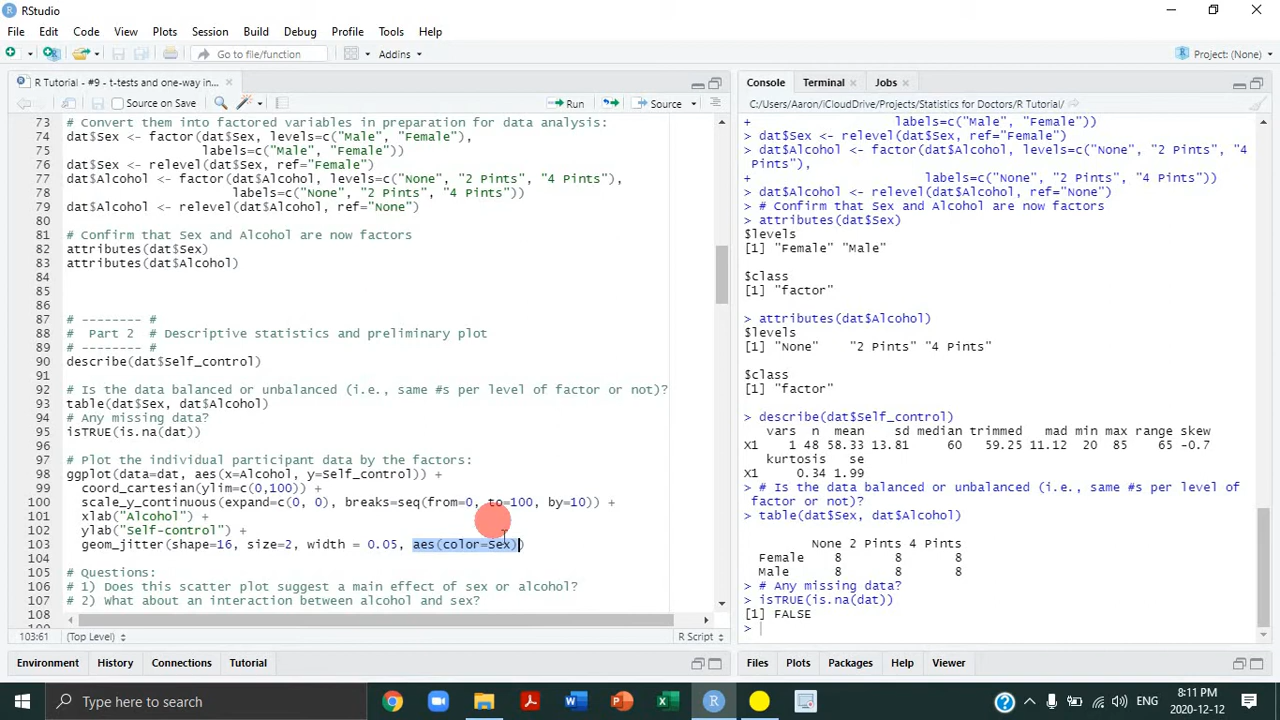 RStudio
File Edit Code View Plots Session Build Debug Profile Tools Help
Go to file/function
Addins
Project: (None)
R Tutorial - #9 - t-tests and one-way in...
Source on Save
Run
Source
73 # Convert them into factored variables in preparation for data analysis:
74 dat$Sex <- factor(dat$Sex, levels=c("Male", "Female"),
75 labels=c("Male", "Female"))
76 dat$Sex <- relevel(dat$Sex, ref="Female")
77 dat$Alcohol <- factor(dat$Alcohol, levels=c("None", "2 Pints", "4 Pints"),
78 labels=c("None", "2 Pints", "4 Pints"))
79 dat$Alcohol <- relevel(dat$Alcohol, ref="None")
80
81 # Confirm that Sex and Alcohol are now factors
82 attributes(dat$Sex)
83 attributes(dat$Alcohol)
84
85
86
87 # -------- #
88 # Part 2 # Descriptive statistics and preliminary plot
89 # -------- #
90 describe(dat$Self_control)
91
92 # Is the data balanced or unbalanced (i.e., same #s per level of factor or not)?
93 table(dat$Sex, dat$Alcohol)
94 # Any missing data?
95 isTRUE(is.na(dat))
96
97 # Plot the individual participant data by the factors:
98 ggplot(data=dat, aes(x=Alcohol, y=Self_control)) +
99 coord_cartesian(ylim=c(0,100)) +
100 scale_y_continuous(expand=c(0, 0), breaks=seq(from=0, to=100, by=10)) +
101 xlab("Alcohol") +
102 ylab("Self-control") +
103 geom_jitter(shape=16, size=2, width = 0.05, aes(color=Sex))
104
105 # Questions:
106 # 1) Does this scatter plot suggest a main effect of sex or alcohol?
107 # 2) What about an interaction between alcohol and sex?
108
103:61 (Top Level) R Script
Environment History Connections Tutorial
Console Terminal Jobs
C:/Users/Aaron/iCloudDrive/Projects/Statistics for Doctors/R Tutorial/
+ labels=c("Male", "Female"))
> dat$Sex <- relevel(dat$Sex, ref="Female")
> dat$Alcohol <- factor(dat$Alcohol, levels=c("None", "2 Pints", "4
Pints"),
+ labels=c("None", "2 Pints", "4 Pints"))
> dat$Alcohol <- relevel(dat$Alcohol, ref="None")
> # Confirm that Sex and Alcohol are now factors
> attributes(dat$Sex)
$levels
[1] "Female" "Male"
$class
[1] "factor"
> attributes(dat$Alcohol)
$levels
[1] "None" "2 Pints" "4 Pints"
$class
[1] "factor"
> describe(dat$Self_control)
vars n mean sd median trimmed mad min max range skew
X1 1 48 58.33 13.81 60 59.25 11.12 20 85 65 -0.7
kurtosis se
X1 0.34 1.99
> # Is the data balanced or unbalanced (i.e., same #s per level of
factor or not)?
> table(dat$Sex, dat$Alcohol)
None 2 Pints 4 Pints
Female 8 8 8
Male 8 8 8
> # Any missing data?
> isTRUE(is.na(dat))
[1] FALSE
>
Files Plots Packages Help Viewer
Type here to search
8:11 PM
2020-12-12